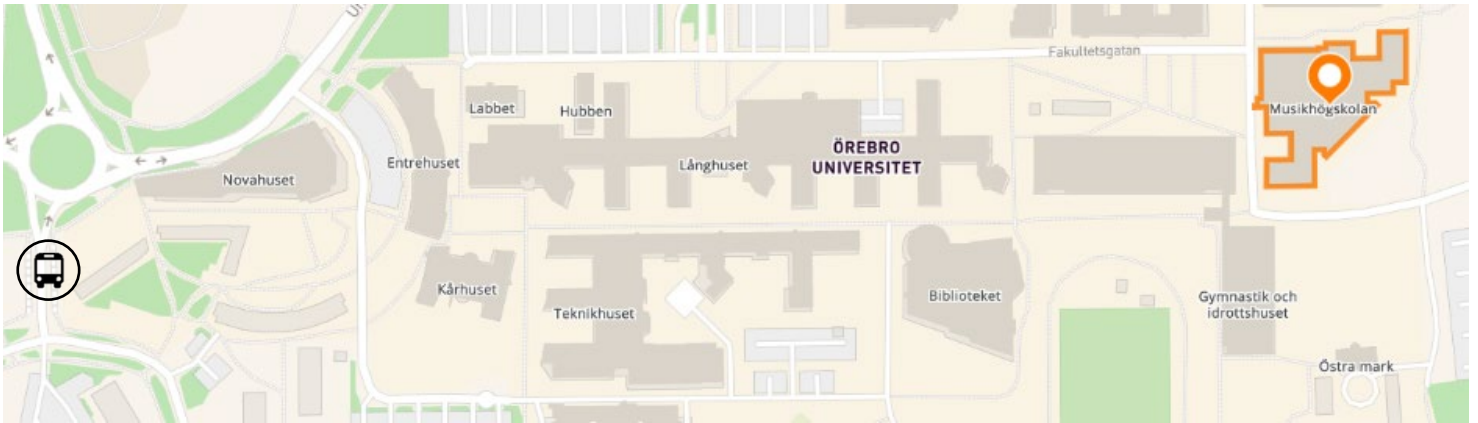 Fakultetsgatan
Labbet
Hubben
Musikhögskolan
ÖREBRO
UNIVERSITET
Entrehuset
Långhuset
Novahuset
Kårhuset
Teknikhuset
Biblioteket
Gymnastik och
idrottshuset
Östra mark